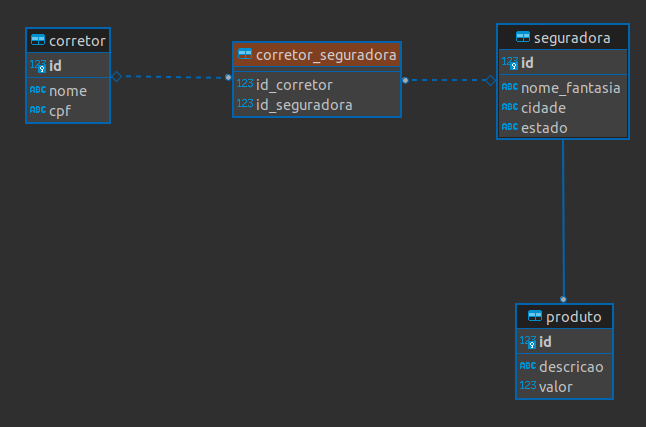 corretor
123 id
ABC nome
ABC cpf
corretor_seguradora
123 id_corretor
123 id_seguradora
seguradora
123 id
ABC nome_fantasia
ABC cidade
ABC estado
produto
123 id
ABC descricao
123 valor